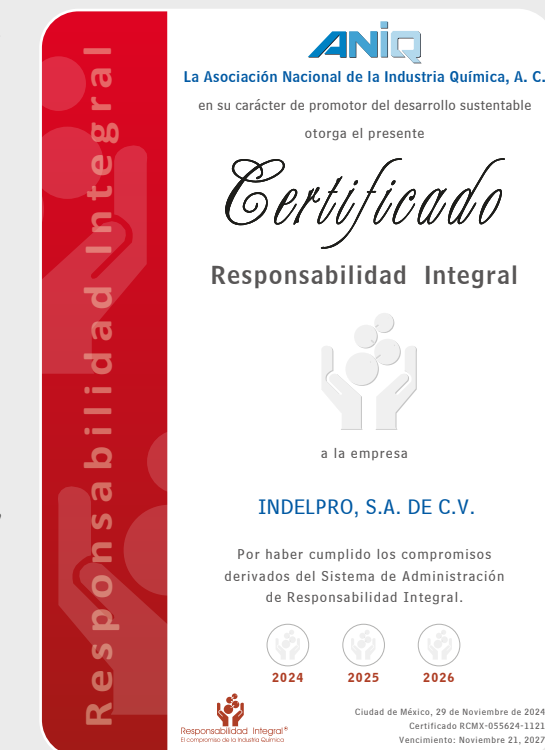 Responsabilidad Integral
ANIQ
La Asociación Nacional de la Industria Química, A. C.
en su carácter de promotor del desarrollo sustentable
otorga el presente
Certificado
Responsabilidad Integral
a la empresa
INDELPRO, S.A. DE C.V.
Por haber cumplido los compromisos
derivados del Sistema de Administración
de Responsabilidad Integral.
2024 2025 2026
Responsabilidad Integral®
El compromiso de la Industria Química
Ciudad de México, 29 de Noviembre de 2024
Certificado RCMX-055624-1121
Vencimiento: Noviembre 21, 2027